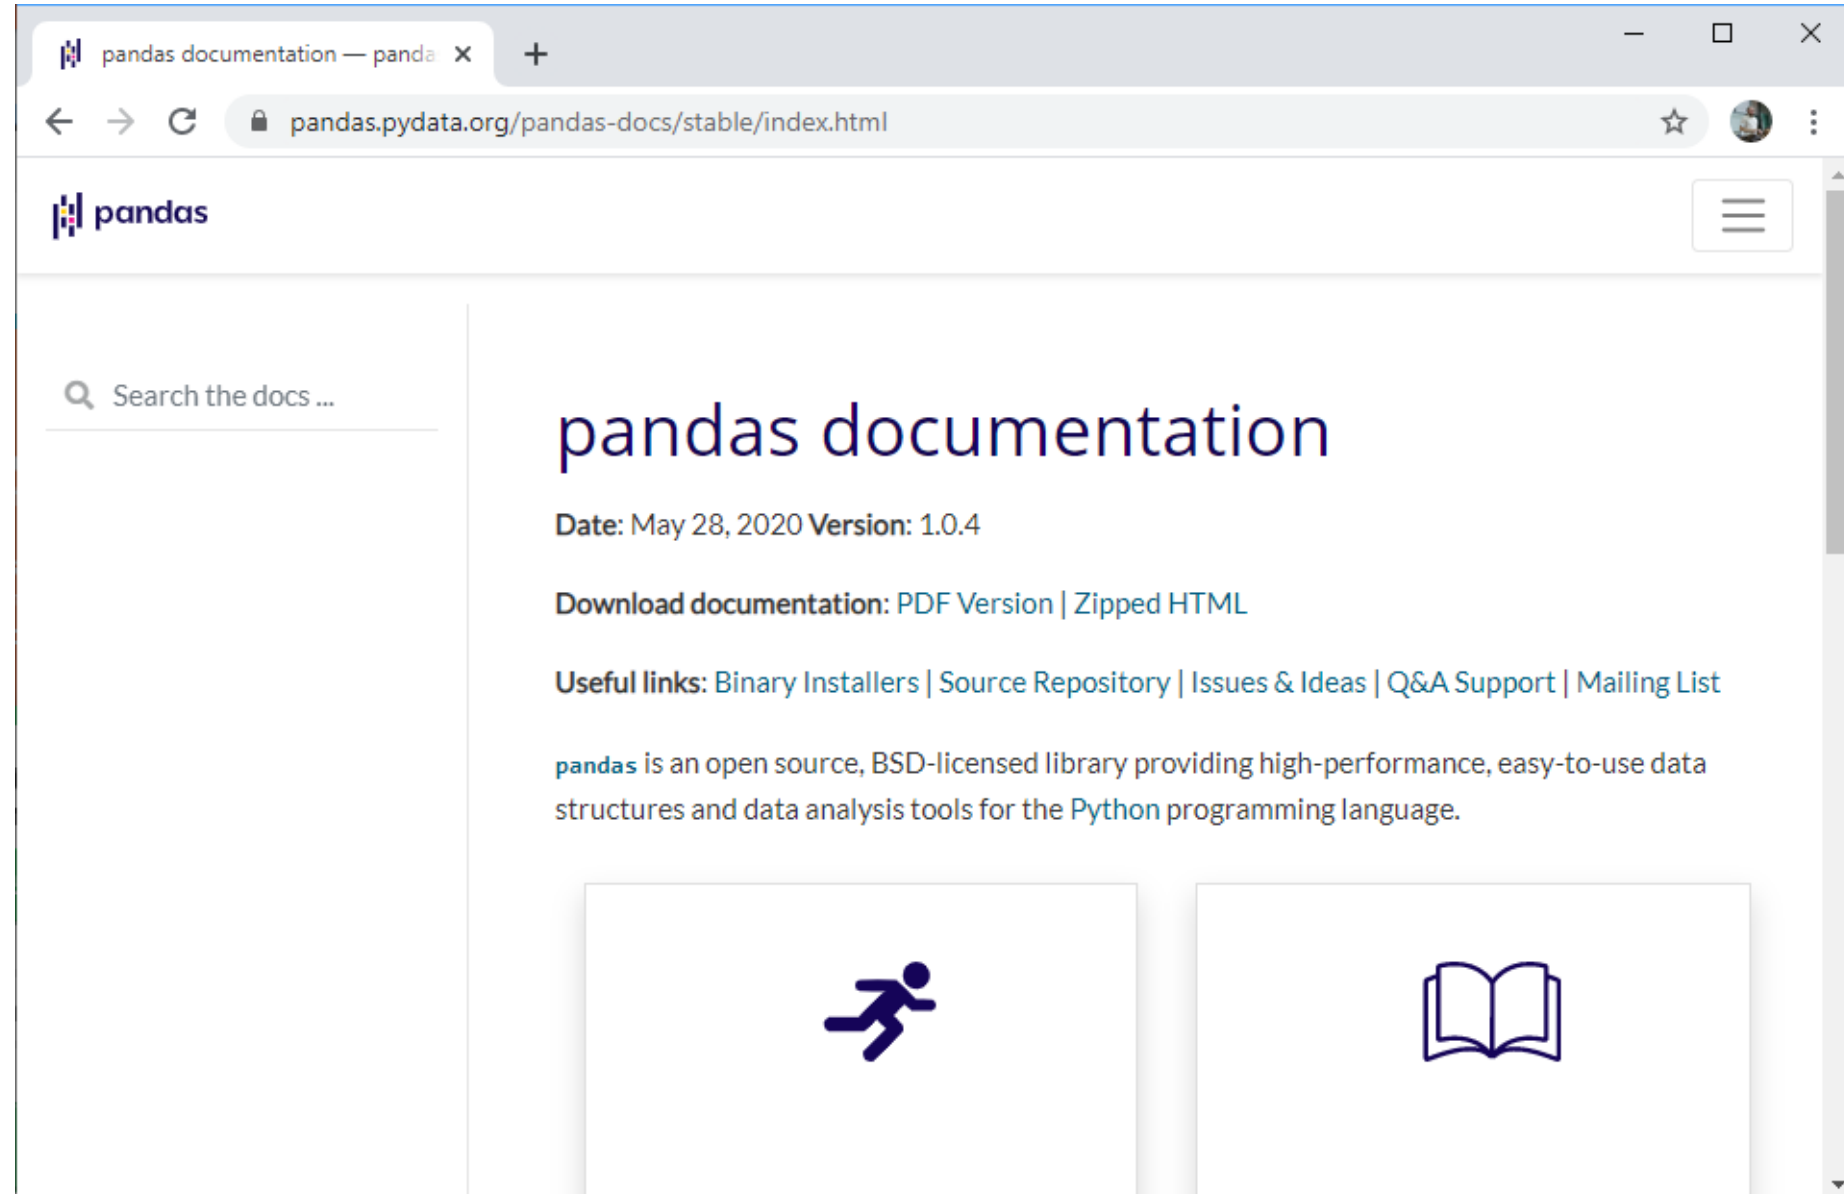 pandas documentation — panda
pandas.pydata.org/pandas-docs/stable/index.html
pandas
Search the docs ...
pandas documentation
Date: May 28, 2020 Version: 1.0.4
Download documentation: PDF Version | Zipped HTML
Useful links: Binary Installers | Source Repository | Issues & Ideas | Q&A Support | Mailing List
pandas is an open source, BSD-licensed library providing high-performance, easy-to-use data
structures and data analysis tools for the Python programming language.